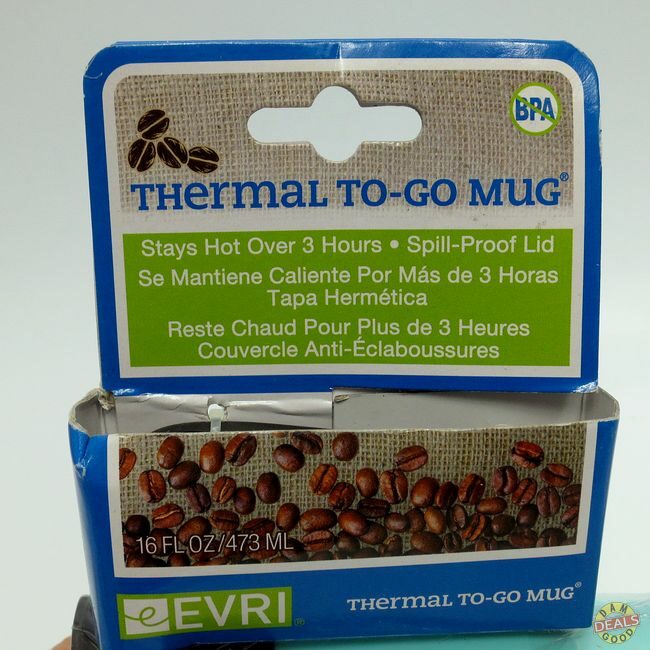 BPA
THermaL TO-GO MUG®
Stays Hot Over 3 Hours • Spill-Proof Lid
Se Mantiene Caliente Por Más de 3 Horas
Tapa Hermética
Reste Chaud Pour Plus de 3 Heures
Couvercle Anti-Éclaboussures
16 FL OZ/473 ML
e EVRI®
THermaL TO-GO MUG®
DAM
DEALS
GOOD